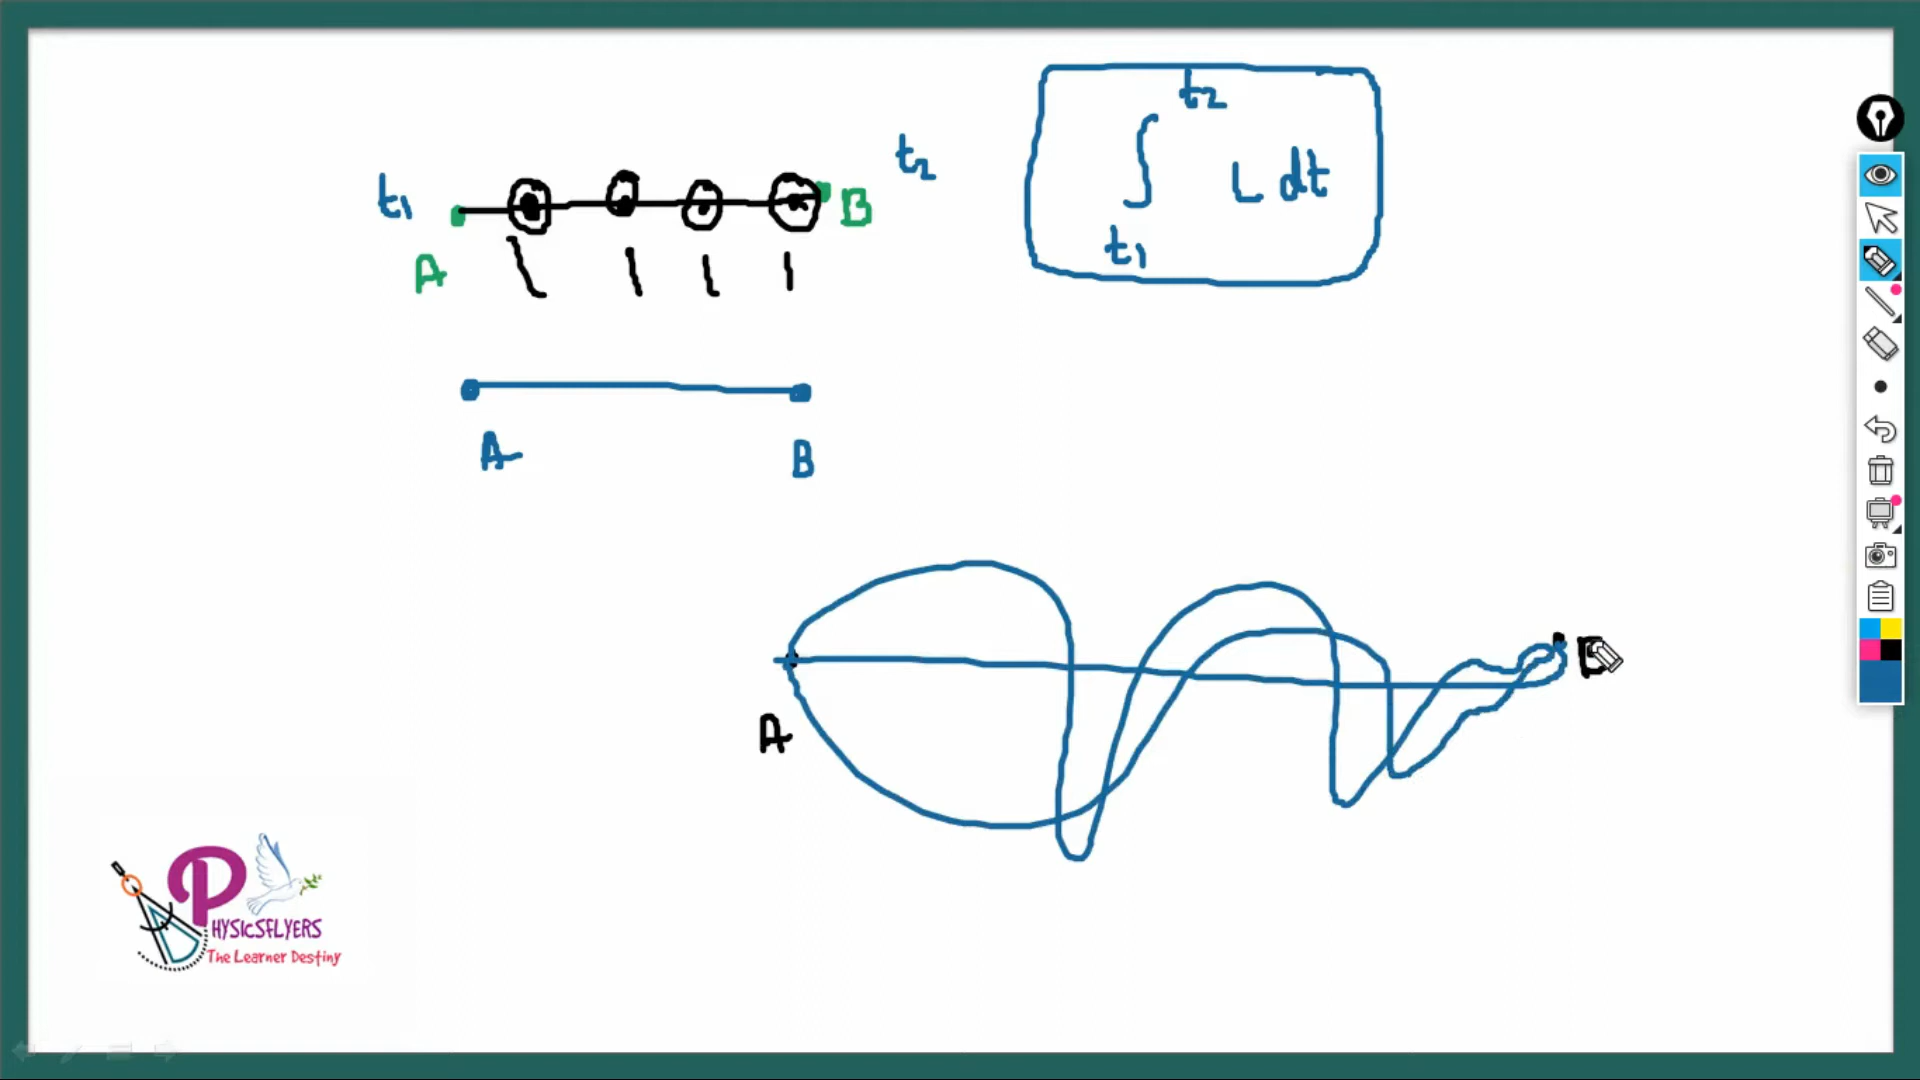 t2
t1
B
t2
∫ L dt
A
t1
A
B
A
PHYSICSFLYERS
The Learner Destiny